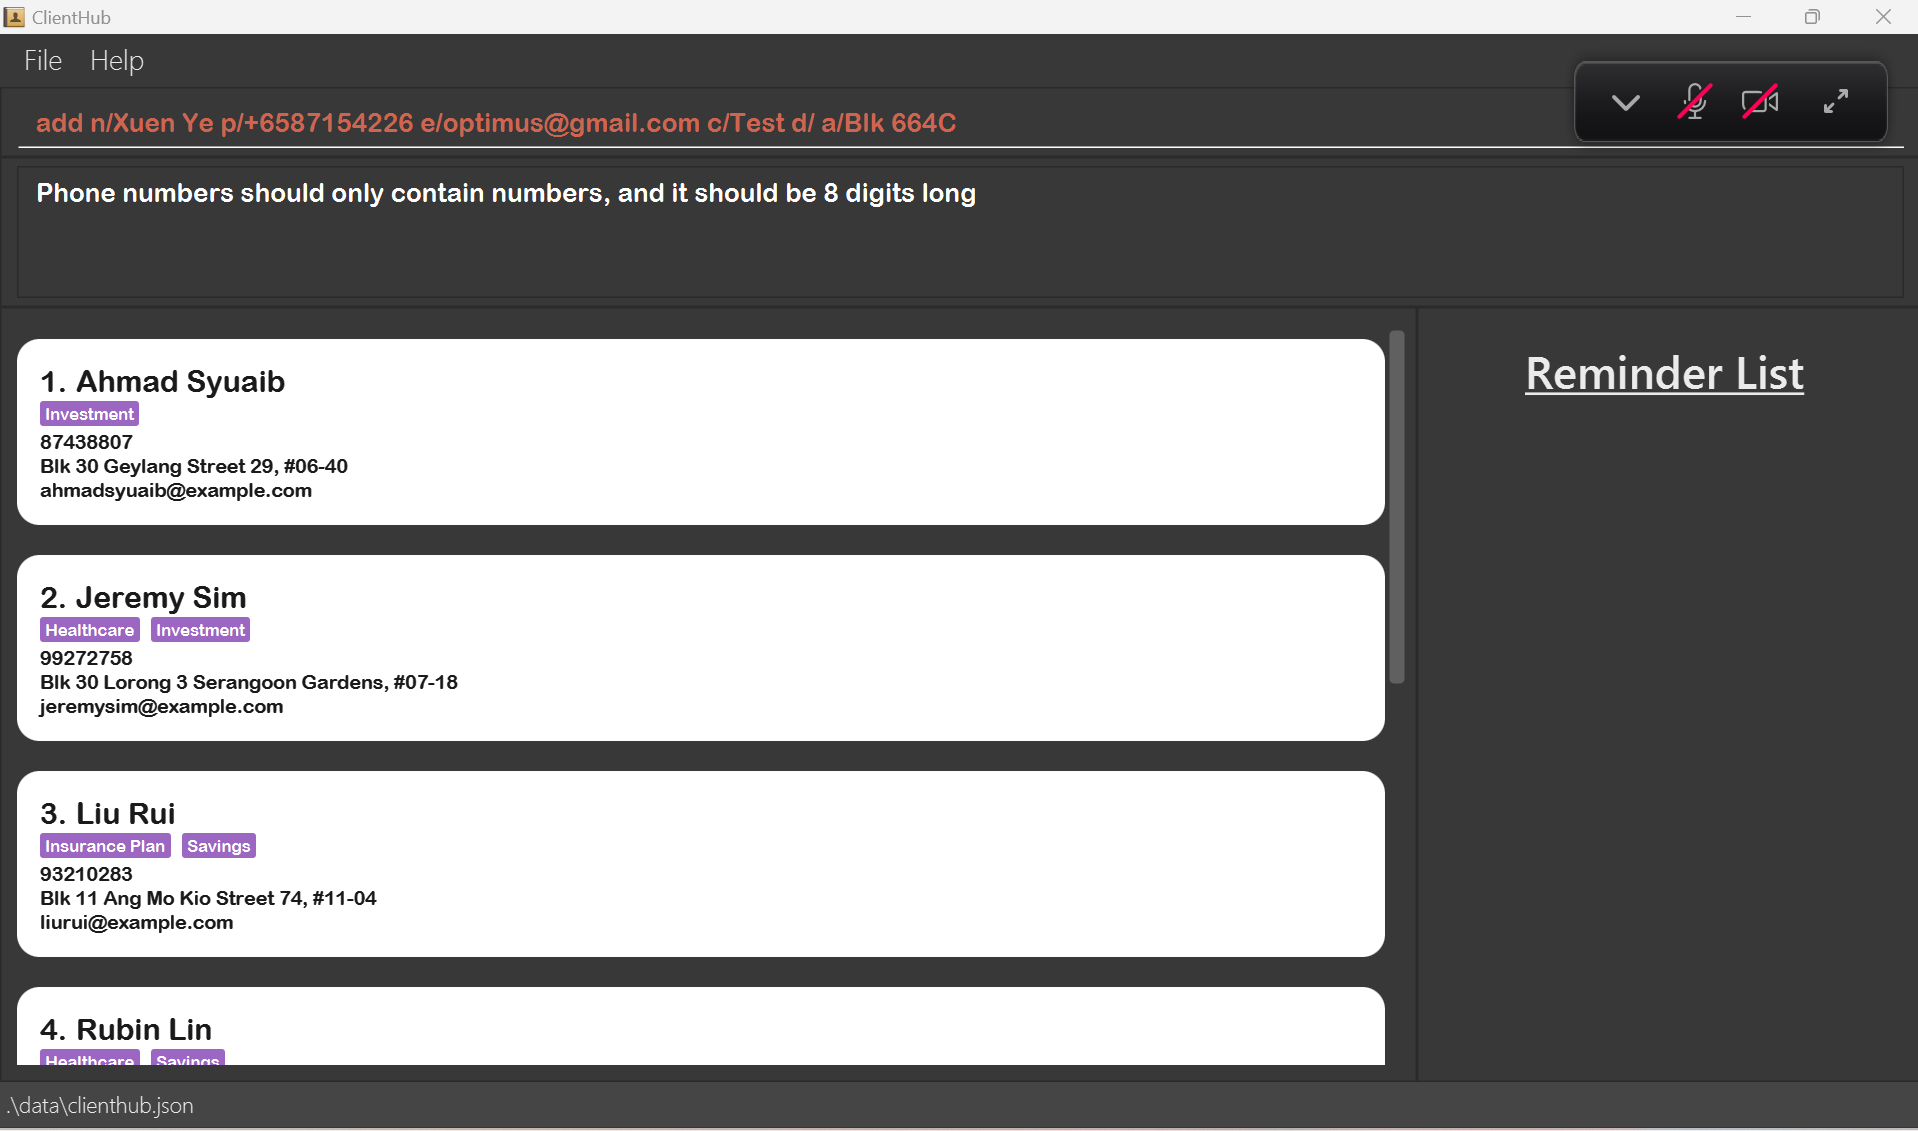 ClientHub
File Help
add n/Xuen Ye p/+6587154226 e/optimus@gmail.com c/Test d/ a/Blk 664C
Phone numbers should only contain numbers, and it should be 8 digits long
1. Ahmad Syuaib
Investment
87438807
Blk 30 Geylang Street 29, #06-40
ahmadsyuaib@example.com
2. Jeremy Sim
Healthcare Investment
99272758
Blk 30 Lorong 3 Serangoon Gardens, #07-18
jeremysim@example.com
3. Liu Rui
Insurance Plan Savings
93210283
Blk 11 Ang Mo Kio Street 74, #11-04
liurui@example.com
4. Rubin Lin
Healthcare Savings
Reminder List
.\data\clienthub.json